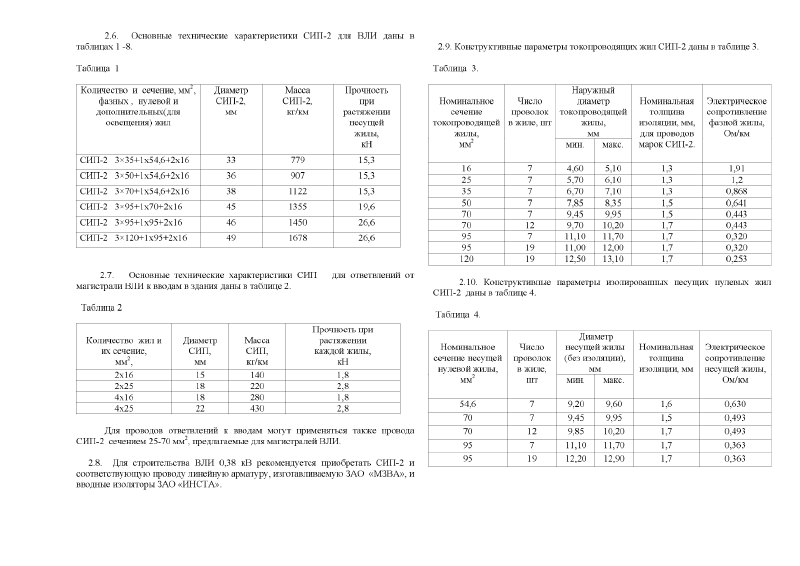 2.6. Основные технические характеристики СИП-2 для ВЛИ даны в
таблицах 1 -8.
Таблица 1
Количество и сечение, мм2, фазных , нулевой и дополнительных(для освещения) жил | Диаметр СИП-2, мм | Масса СИП-2, кг/км | Прочность при растяжении несущей жилы, кН
СИП-2 3×35+1х54,6+2х16 33 779 15,3
СИП-2 3×50+1х54,6+2х16 36 907 15,3
СИП-2 3×70+1х54,6+2х16 38 1122 15,3
СИП-2 3×95+1х70+2х16 45 1355 19,6
СИП-2 3×95+1х95+2х16 46 1450 26,6
СИП-2 3×120+1х95+2х16 49 1678 26,6
2.7. Основные технические характеристики СИП для ответвлений от
магистрали ВЛИ к вводам в здания даны в таблице 2.
Таблица 2
Количество жил и их сечение, мм2, | Диаметр СИП, мм | Масса СИП, кг/км | Прочность при растяжении каждой жилы, кН
2х16 15 140 1,8
2х25 18 220 2,8
4х16 18 280 1,8
4х25 22 430 2,8
Для проводов ответвлений к вводам могут применяться также провода
СИП-2 сечением 25-70 мм2, предлагаемые для магистралей ВЛИ.
2.8. Для строительства ВЛИ 0,38 кВ рекомендуется приобретать СИП-2 и
соответствующую проводу линейную арматуру, изготавливаемую ЗАО «МЗВА», и
вводные изоляторы ЗАО «ИНСТА».
2.9. Конструктивные параметры токопроводящих жил СИП-2 даны в таблице 3.
Таблица 3.
Номинальное сечение токопроводящей жилы, мм2 | Число проволок в жиле, шт | Наружный диаметр токопроводящей жилы, мм мин. макс. | Номинальная толщина изоляции, мм, для проводов марок СИП-2. | Электрическое сопротивление фазной жилы, Ом/км
16 7 4,60 5,10 1,3 1,91
25 7 5,70 6,10 1,3 1,2
35 7 6,70 7,10 1,3 0,868
50 7 7,85 8,35 1,5 0,641
70 7 9,45 9,95 1,5 0,443
70 12 9,70 10,20 1,7 0,443
95 7 11,10 11,70 1,7 0,320
95 19 11,00 12,00 1,7 0,320
120 19 12,50 13,10 1,7 0,253
2.10. Конструктивные параметры изолированных несущих нулевых жил
СИП-2 даны в таблице 4.
Таблица 4.
Номинальное сечение несущей нулевой жилы, мм2 | Число проволок в жиле, шт | Диаметр несущей жилы (без изоляции), мм мин. макс. | Номинальная толщина изоляции, мм | Электрическое сопротивление несущей жилы, Ом/км
54,6 7 9,20 9,60 1,6 0,630
70 7 9,45 9,95 1,5 0,493
70 12 9,85 10,20 1,7 0,493
95 7 11,10 11,70 1,7 0,363
95 19 12,20 12,90 1,7 0,363